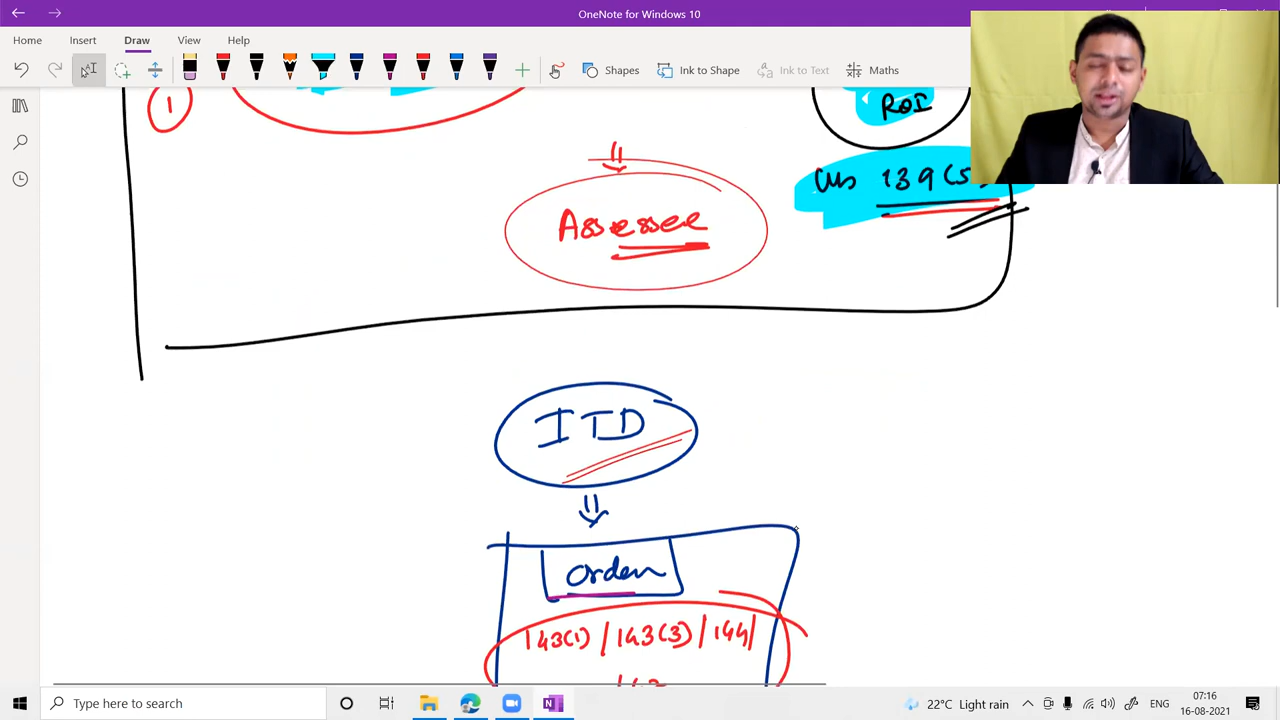 OneNote for Windows 10
Home Insert Draw View Help
Shapes Ink to Shape Ink to Text Maths
1
ROI
u/s 139(5)
Assessee
ITD
order
143(1) / 143(3) / 144 /
Type here to search
22°C Light rain
ENG
07:16
16-08-2021